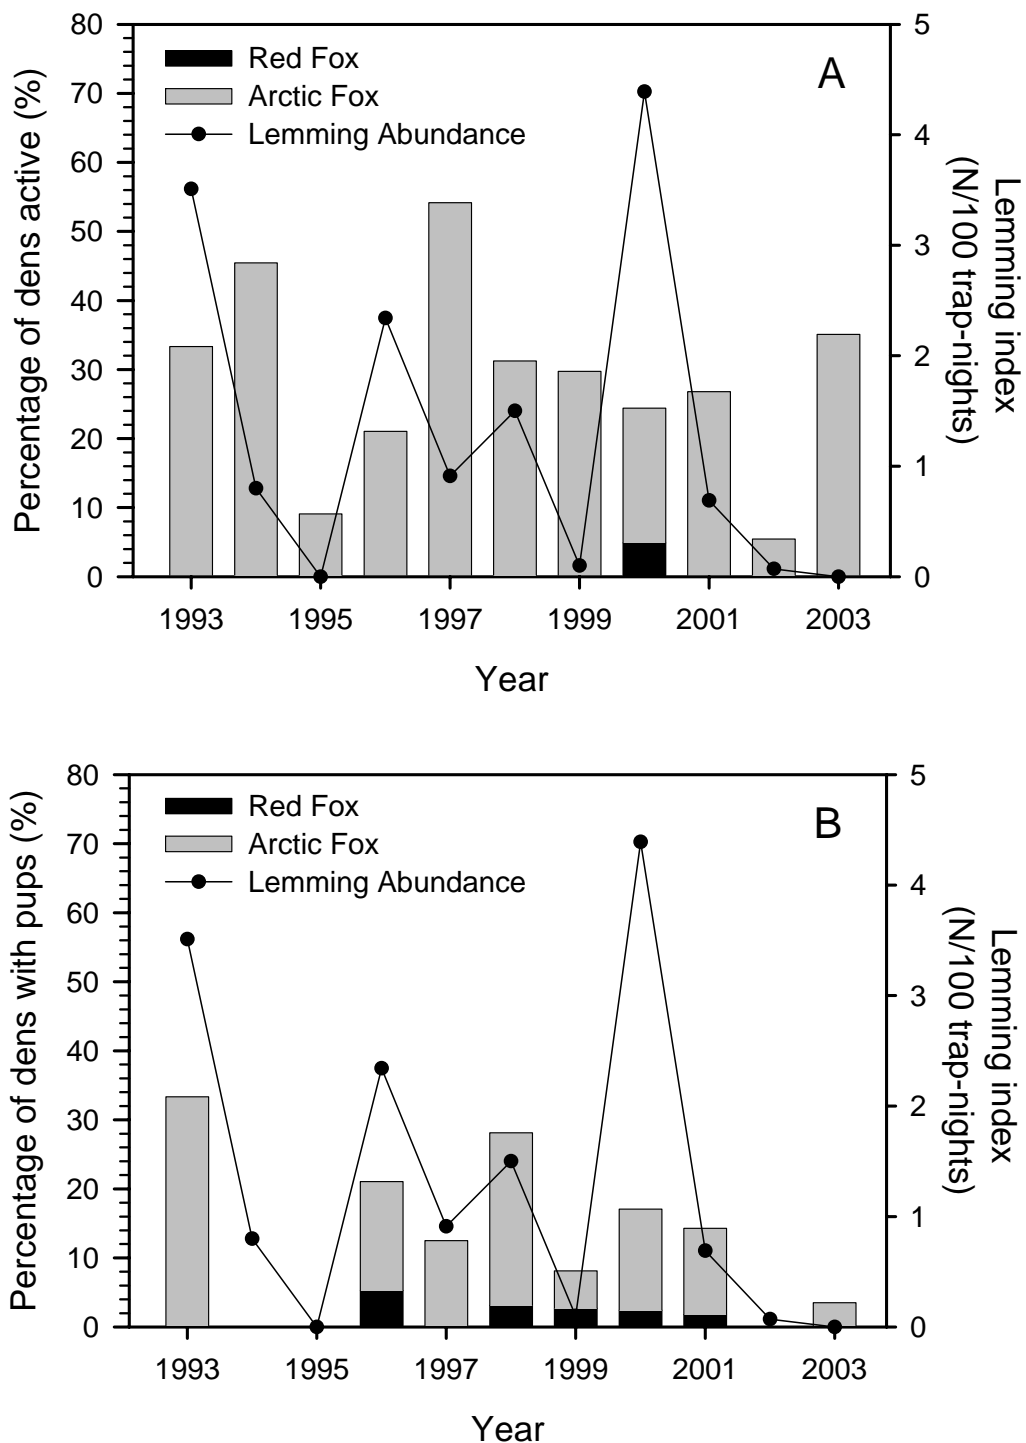 80
70
60
50
40
30
20
10
0
Percentage of dens active (%)
Red Fox
Arctic Fox
Lemming Abundance
A
5
4
3
2
1
0
Lemming index
(N/100 trap-nights)
1993
1995
1997
1999
2001
2003
Year
80
70
60
50
40
30
20
10
0
Percentage of dens with pups (%)
Red Fox
Arctic Fox
Lemming Abundance
B
5
4
3
2
1
0
Lemming index
(N/100 trap-nights)
1993
1995
1997
1999
2001
2003
Year